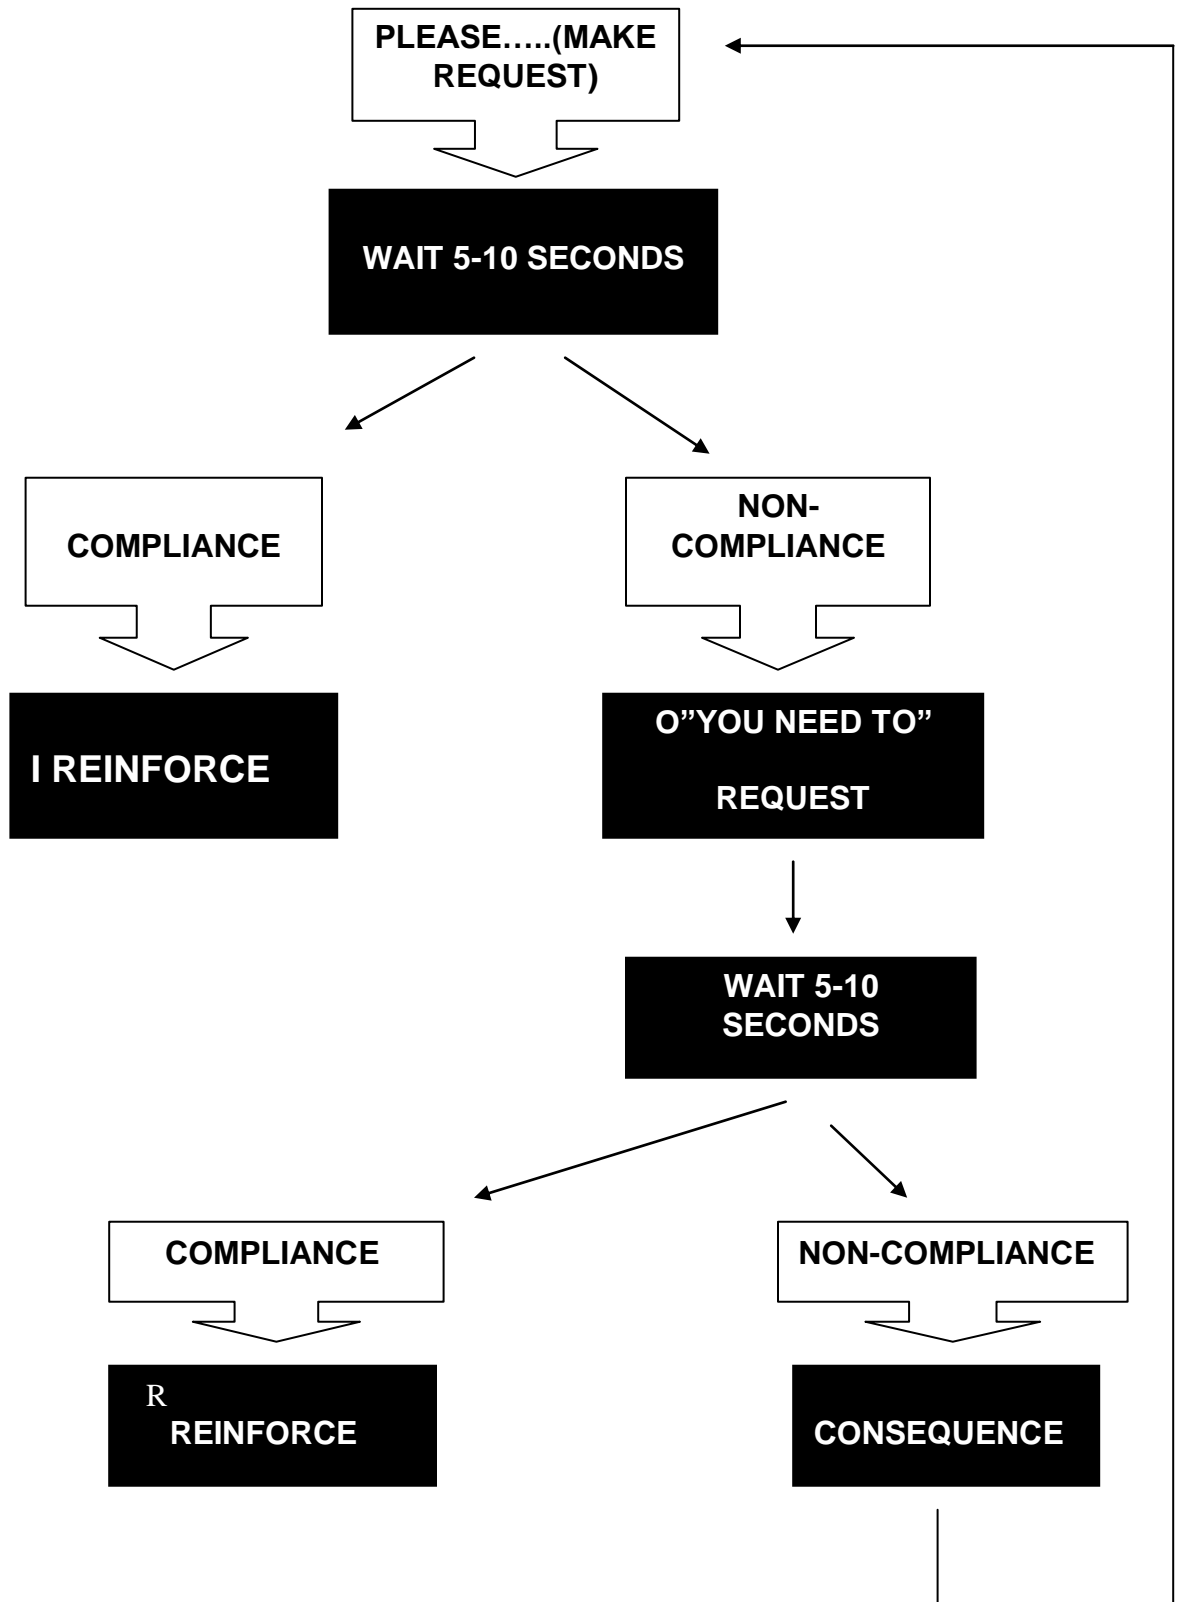 PLEASE…..(MAKE
REQUEST)
WAIT 5-10 SECONDS
COMPLIANCE
NON-
COMPLIANCE
I REINFORCE
O”YOU NEED TO”
REQUEST
WAIT 5-10
SECONDS
COMPLIANCE
NON-COMPLIANCE
R
REINFORCE
CONSEQUENCE